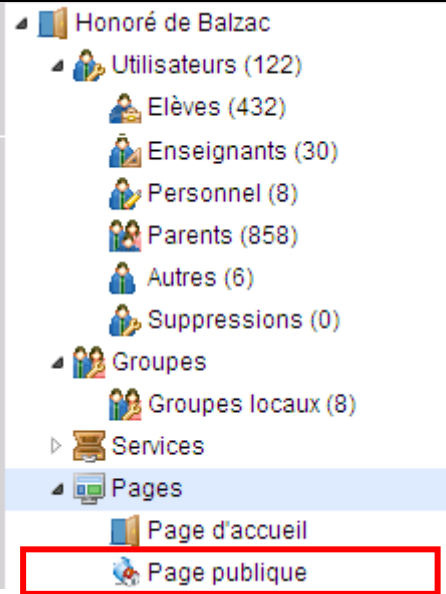 Honoré de Balzac
Utilisateurs (122)
Elèves (432)
Enseignants (30)
Personnel (8)
Parents (858)
Autres (6)
Suppressions (0)
Groupes
Groupes locaux (8)
Services
Pages
Page d'accueil
Page publique